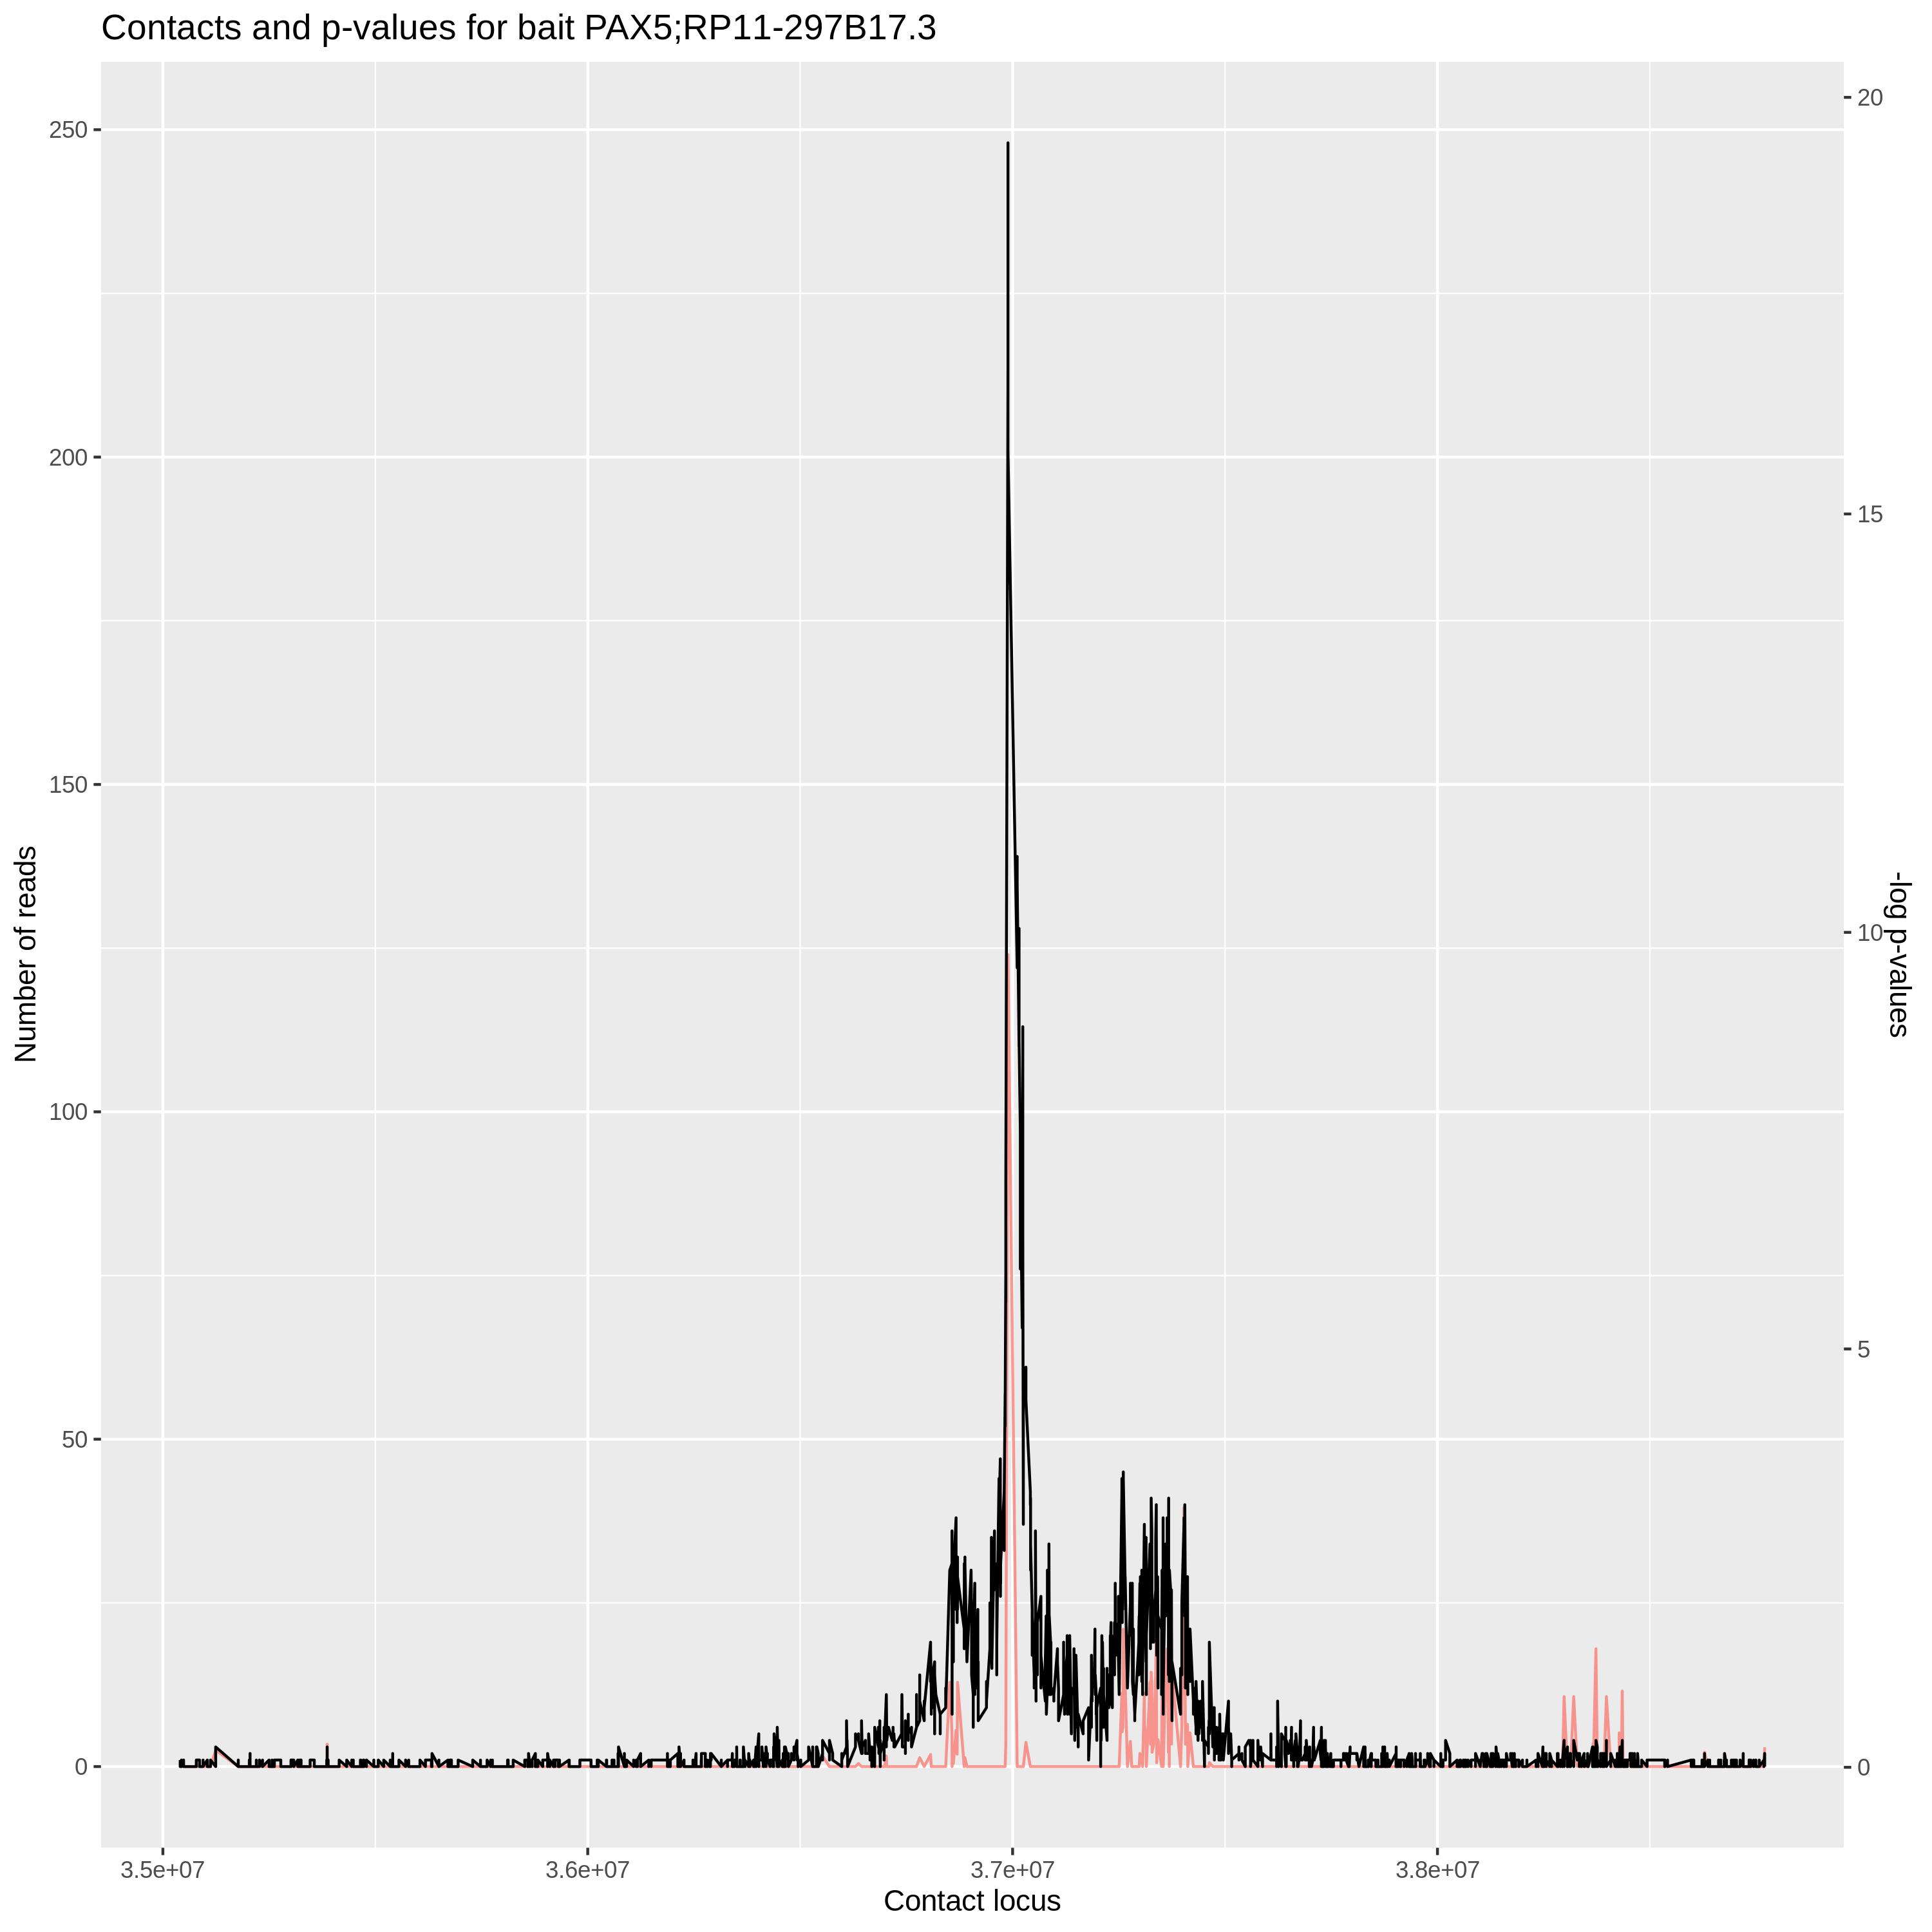 Contacts and p-values for bait PAX5;RP11-297B17.3
250
200
150
100
50
0
Number of reads
20
15
10
5
0
-log p-values
3.5e+07
3.6e+07
3.7e+07
3.8e+07
Contact locus